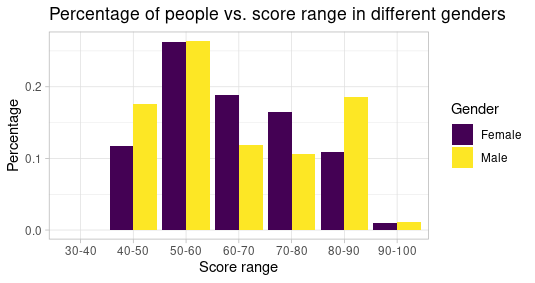 Percentage of people vs. score range in different genders
Percentage
0.2
0.1
0.0
30-40 40-50 50-60 60-70 70-80 80-90 90-100
Score range
Gender
Female
Male